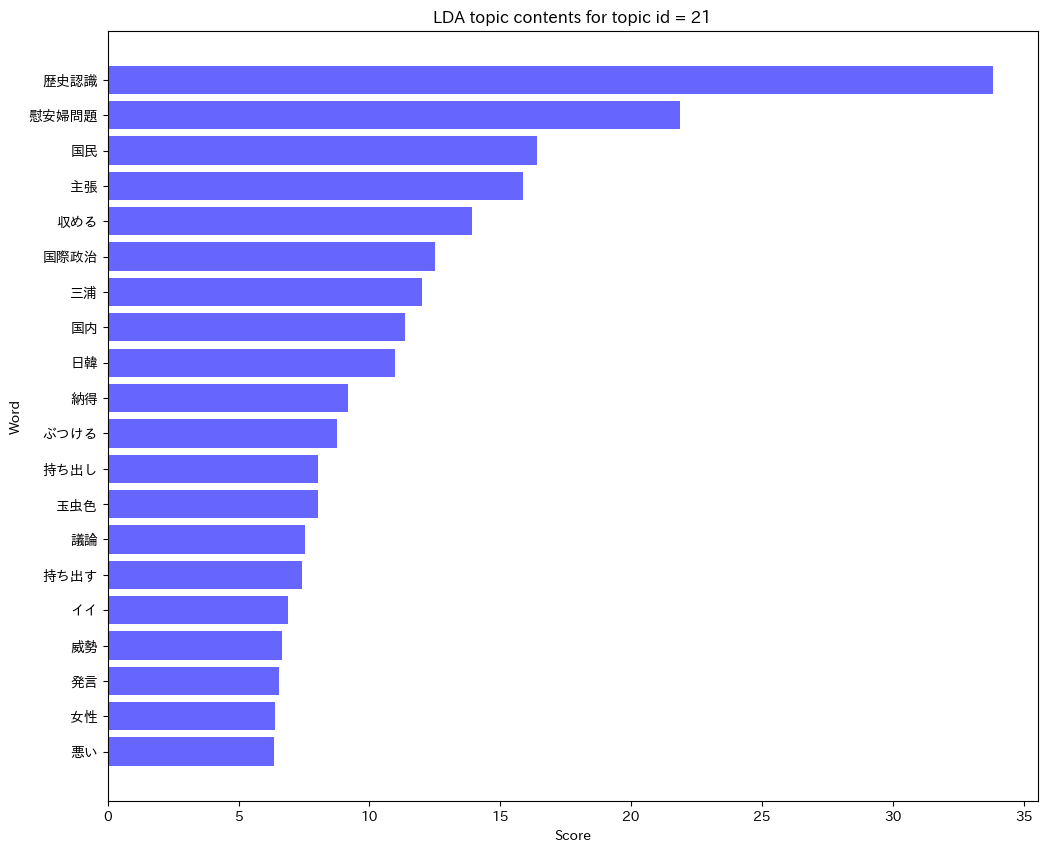 LDA topic contents for topic id = 21
Word
歴史認識
慰安婦問題
国民
主張
収める
国際政治
三浦
国内
日韓
納得
ぶつける
持ち出し
玉虫色
議論
持ち出す
イイ
威勢
発言
女性
悪い
0 5 10 15 20 25 30 35
Score